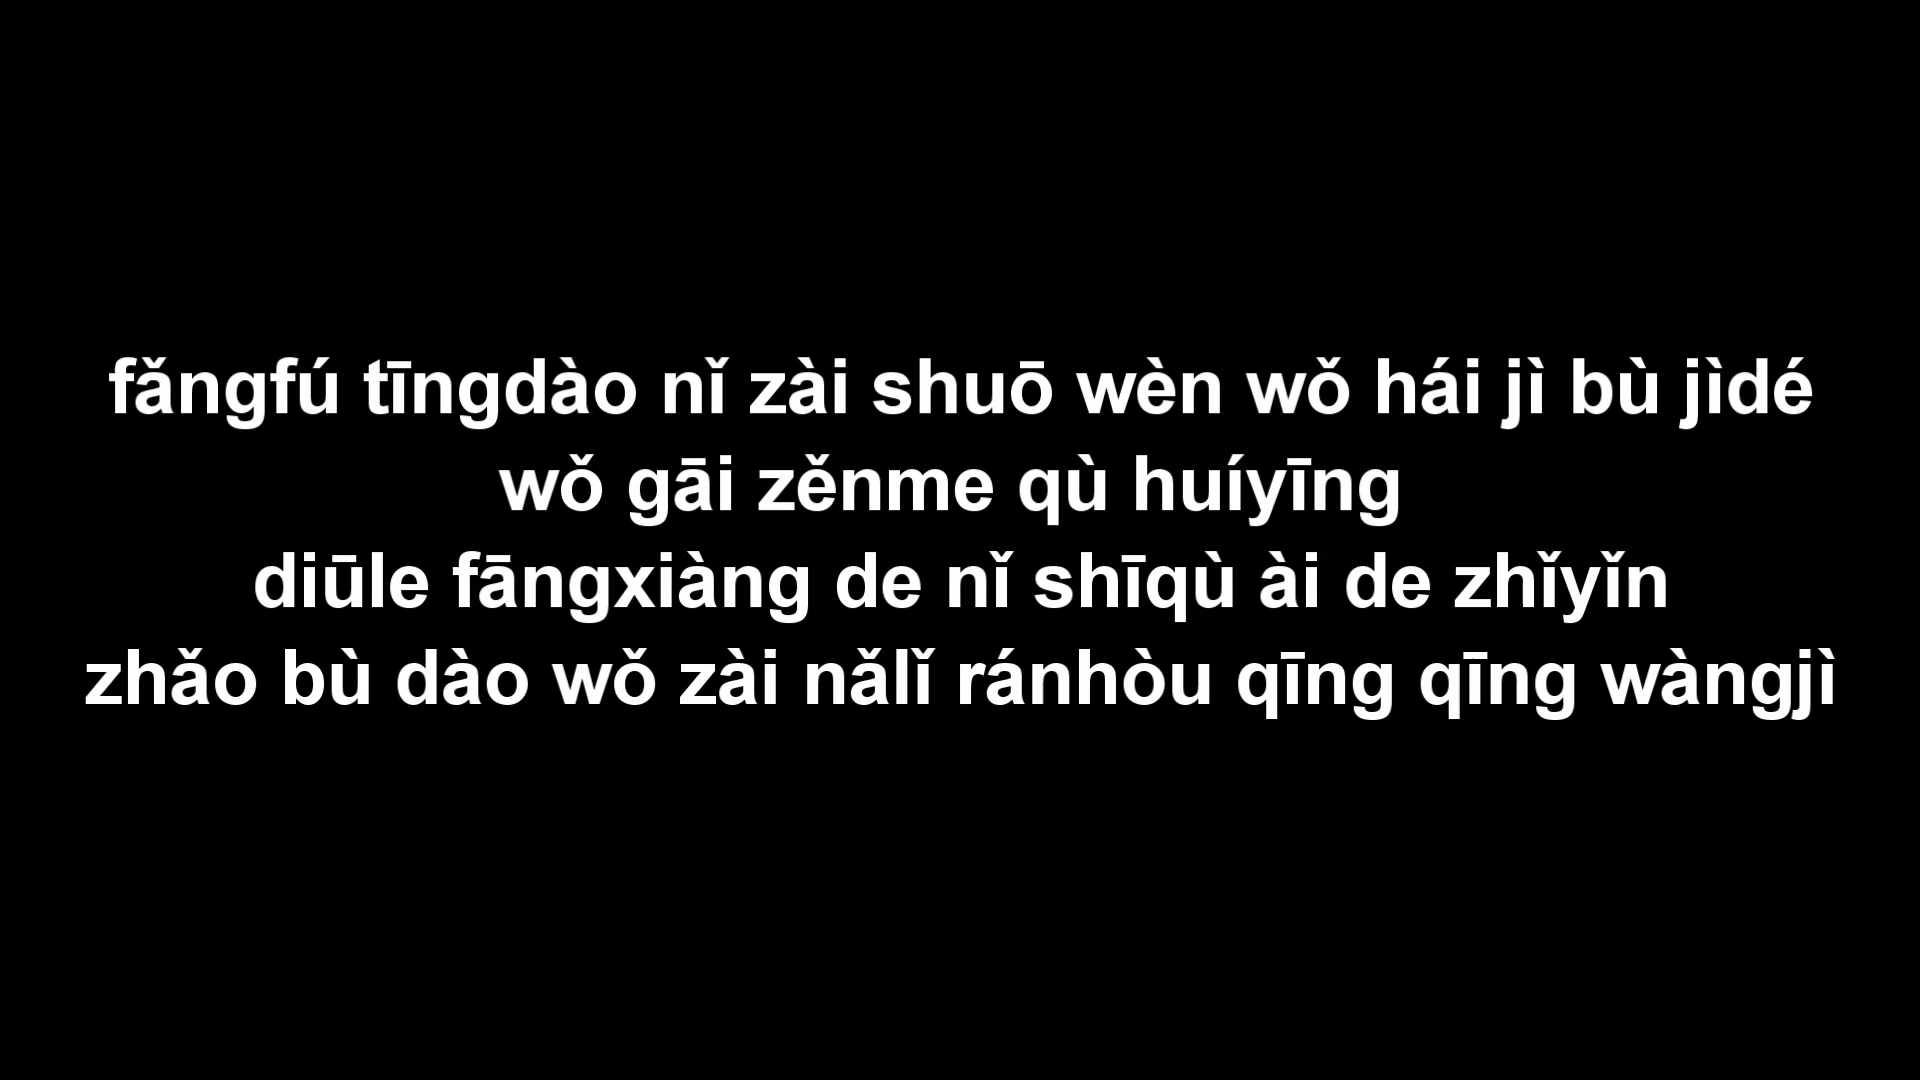 fǎngfú tīngdào nǐ zài shuō wèn wǒ hái jì bù jìdé
wǒ gāi zěnme qù huíyīng
diūle fāngxiàng de nǐ shīqù ài de zhǐyǐn
zhǎo bù dào wǒ zài nǎlǐ ránhòu qīng qīng wàngjì